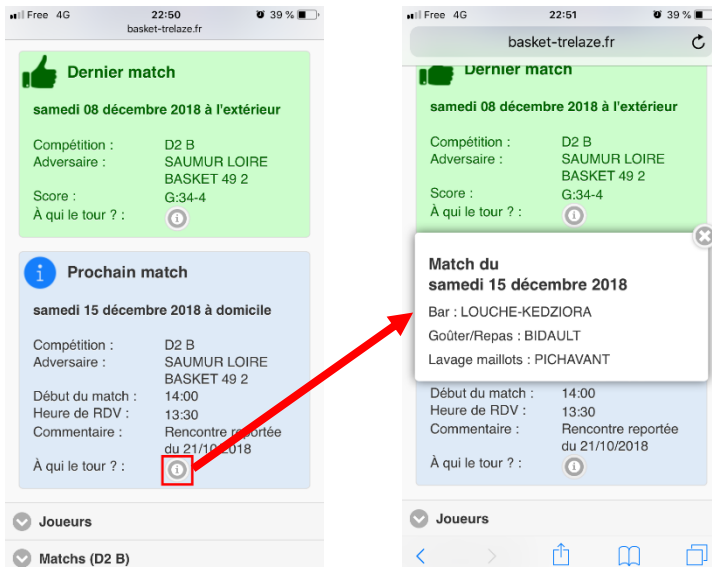 Free 4G 22:50 39 %
basket-trelaze.fr
Dernier match
samedi 08 décembre 2018 à l'extérieur
Compétition : D2 B
Adversaire : SAUMUR LOIRE
BASKET 49 2
Score : G:34-4
À qui le tour ? :
Prochain match
samedi 15 décembre 2018 à domicile
Compétition : D2 B
Adversaire : SAUMUR LOIRE
BASKET 49 2
Début du match : 14:00
Heure de RDV : 13:30
Commentaire : Rencontre reportée
du 21/10/2018
À qui le tour ? :
Joueurs
Matchs (D2 B)
Free 4G 22:51 39 %
basket-trelaze.fr
Dernier match
samedi 08 décembre 2018 à l'extérieur
Compétition : D2 B
Adversaire : SAUMUR LOIRE
BASKET 49 2
Score : G:34-4
À qui le tour ? :
Match du
samedi 15 décembre 2018
Bar : LOUCHE-KEDZIORA
Goûter/Repas : BIDAULT
Lavage maillots : PICHAVANT
Début du match : 14:00
Heure de RDV : 13:30
Commentaire : Rencontre reportée
du 21/10/2018
À qui le tour ? :
Joueurs